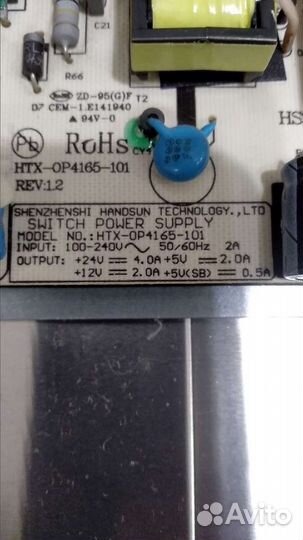 C21
R66
ZD-95(G)F T2
D7 CEM-1.E141940
▲ 94V-0
Pb RoHs
CY4
HTX-OP4165-101
REV:1.2
SHENZHENSHI HANDSUN TECHNOLOGY.,LTD
SWITCH POWER SUPPLY
MODEL NO.:HTX-OP4165-101
INPUT: 100-240V∼ 50/60Hz 2A
OUTPUT: +24V ⎓ 4.0A +5V ⎓ 2.0A
+12V ⎓ 2.0A +5V(SB) ⎓ 0.5A
Avito